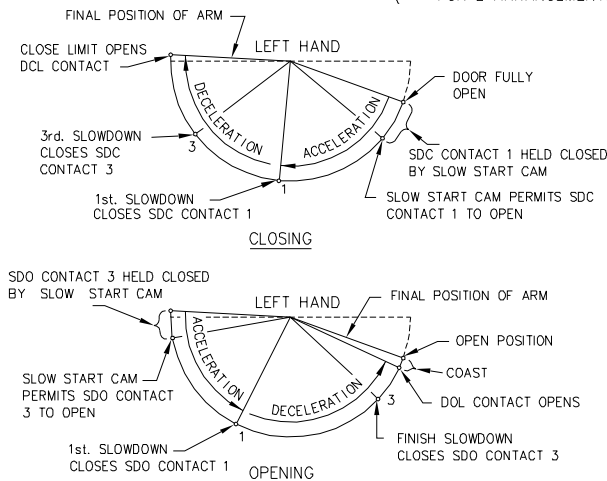 FINAL POSITION OF ARM
CLOSE LIMIT OPENS
DCL CONTACT
LEFT HAND
DOOR FULLY
OPEN
DECELERATION
ACCELERATION
3rd. SLOWDOWN
CLOSES SDC
CONTACT 3
3
1
SDC CONTACT 1 HELD CLOSED
BY SLOW START CAM
1st. SLOWDOWN
CLOSES SDC CONTACT 1
SLOW START CAM PERMITS SDC
CONTACT 1 TO OPEN
CLOSING
SDO CONTACT 3 HELD CLOSED
BY SLOW START CAM
LEFT HAND
FINAL POSITION OF ARM
OPEN POSITION
COAST
DOL CONTACT OPENS
ACCELERATION
DECELERATION
SLOW START CAM
PERMITS SDO CONTACT
3 TO OPEN
3
1
FINISH SLOWDOWN
CLOSES SDO CONTACT 3
1st. SLOWDOWN
CLOSES SDO CONTACT 1
OPENING